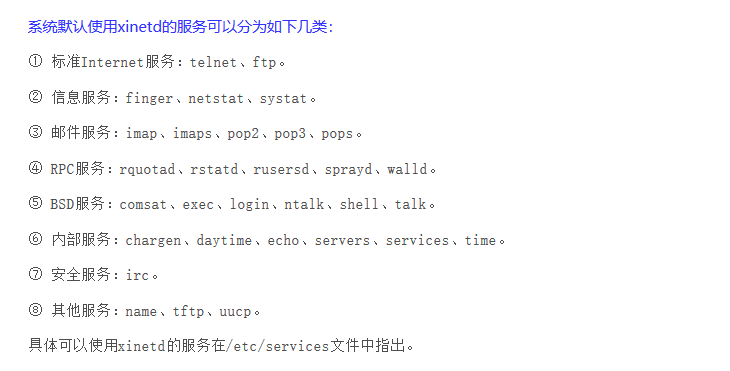 系统默认使用xinetd的服务可以分为如下几类：
① 标准Internet服务：telnet、ftp。
② 信息服务：finger、netstat、systat。
③ 邮件服务：imap、imaps、pop2、pop3、pops。
④ RPC服务：rquotad、rstatd、rusersd、sprayd、walld。
⑤ BSD服务：comsat、exec、login、ntalk、shell、talk。
⑥ 内部服务：chargen、daytime、echo、servers、services、time。
⑦ 安全服务：irc。
⑧ 其他服务：name、tftp、uucp。
具体可以使用xinetd的服务在/etc/services文件中指出。